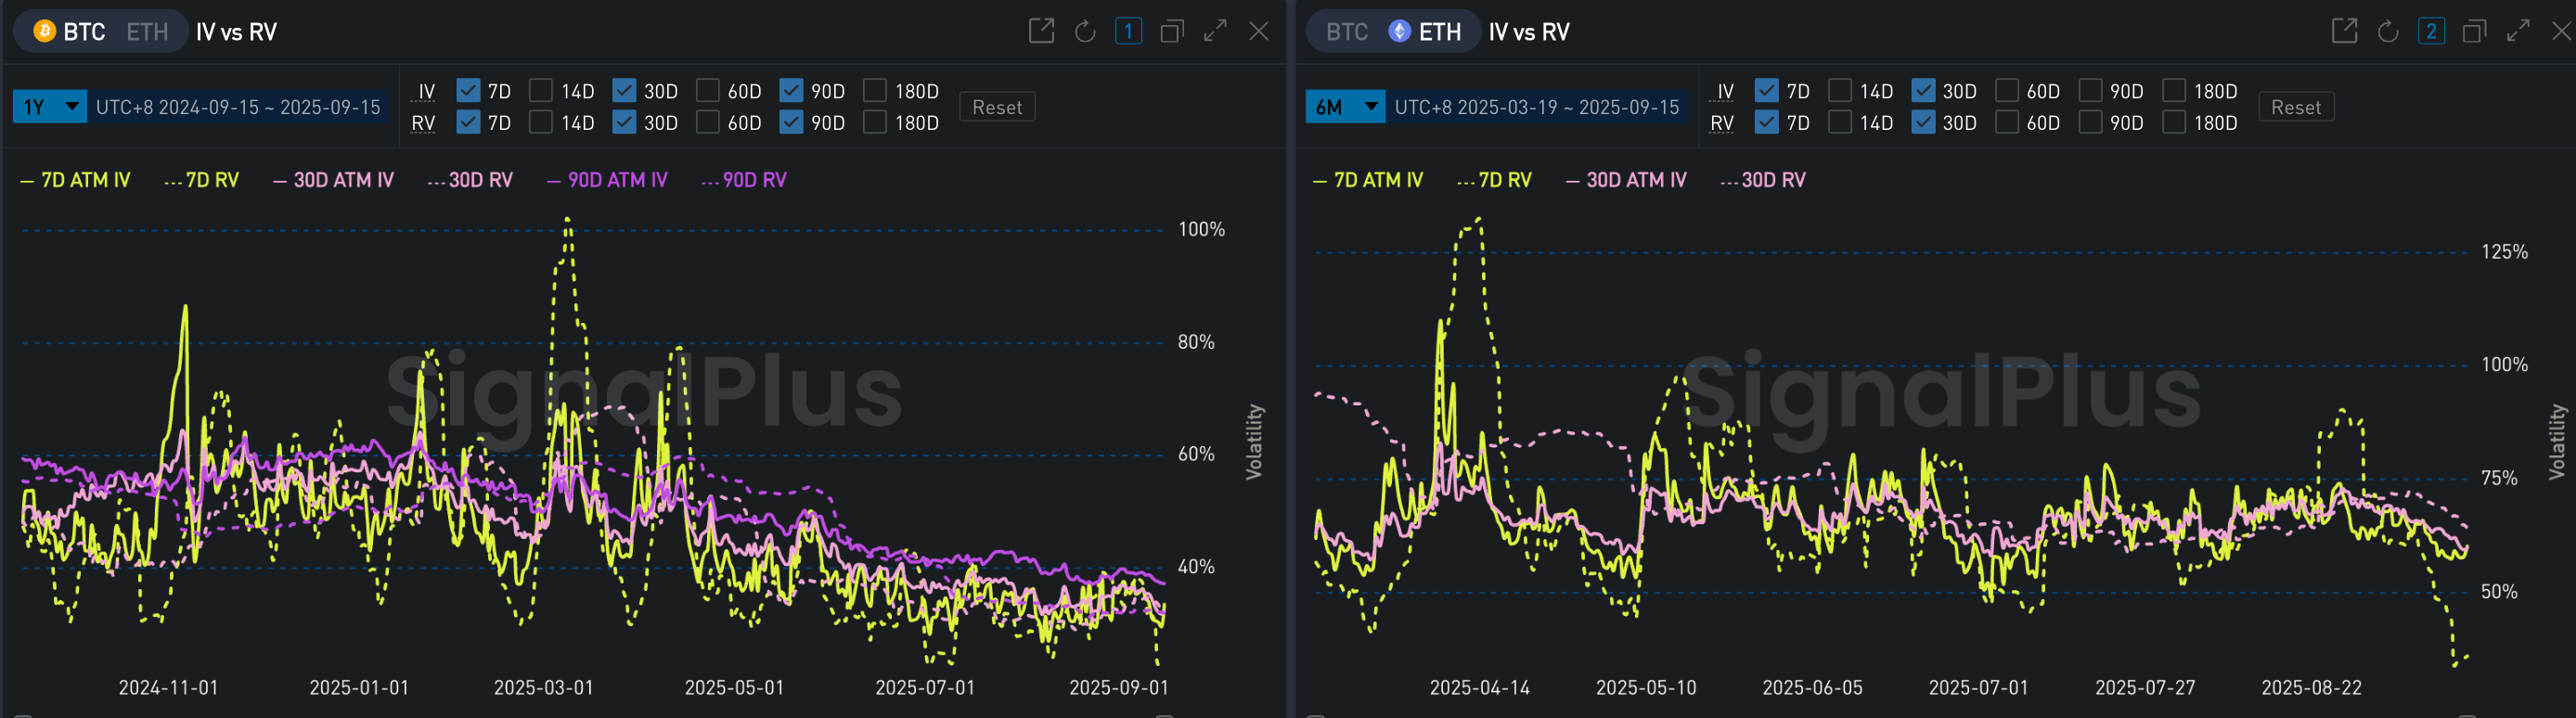 BTC ETH IV vs RV
1
1Y UTC+8 2024-09-15 ~ 2025-09-15
IV 7D 14D 30D 60D 90D 180D
RV 7D 14D 30D 60D 90D 180D
Reset
7D ATM IV 7D RV 30D ATM IV 30D RV 90D ATM IV 90D RV
100%
80%
60%
40%
Volatility
SignalPlus
2024-11-01 2025-01-01 2025-03-01 2025-05-01 2025-07-01 2025-09-01
BTC ETH IV vs RV
2
6M UTC+8 2025-03-19 ~ 2025-09-15
IV 7D 14D 30D 60D 90D 180D
RV 7D 14D 30D 60D 90D 180D
Reset
7D ATM IV 7D RV 30D ATM IV 30D RV
125%
100%
75%
50%
Volatility
SignalPlus
2025-04-14 2025-05-10 2025-06-05 2025-07-01 2025-07-27 2025-08-22